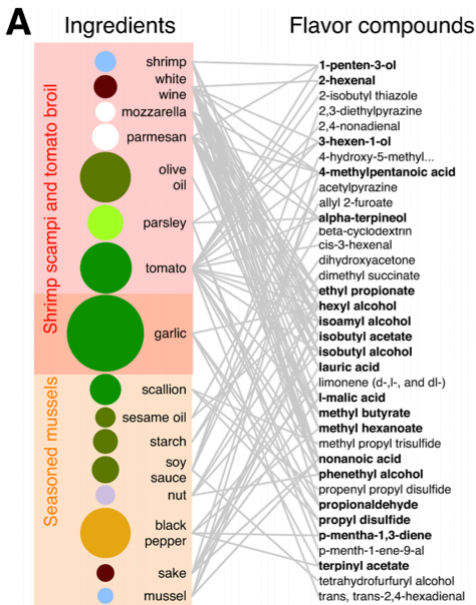 A
Ingredients
Flavor compounds
Shrimp scampi and tomato broil
Seasoned mussels
shrimp
white
wine
mozzarella
parmesan
olive
oil
parsley
tomato
garlic
scallion
sesame oil
starch
soy
sauce
nut
black
pepper
sake
mussel
1-penten-3-ol
2-hexenal
2-isobutyl thiazole
2,3-diethylpyrazine
2,4-nonadienal
3-hexen-1-ol
4-hydroxy-5-methyl...
4-methylpentanoic acid
acetylpyrazine
allyl 2-furoate
alpha-terpineol
beta-cyclodextrin
cis-3-hexenal
dihydroxyacetone
dimethyl succinate
ethyl propionate
hexyl alcohol
isoamyl alcohol
isobutyl acetate
isobutyl alcohol
lauric acid
limonene (d-,l-, and dl-)
l-malic acid
methyl butyrate
methyl hexanoate
methyl propyl trisulfide
nonanoic acid
phenethyl alcohol
propenyl propyl disulfide
propionaldehyde
propyl disulfide
p-mentha-1,3-diene
p-menth-1-ene-9-al
terpinyl acetate
tetrahydrofurfuryl alcohol
trans, trans-2,4-hexadienal